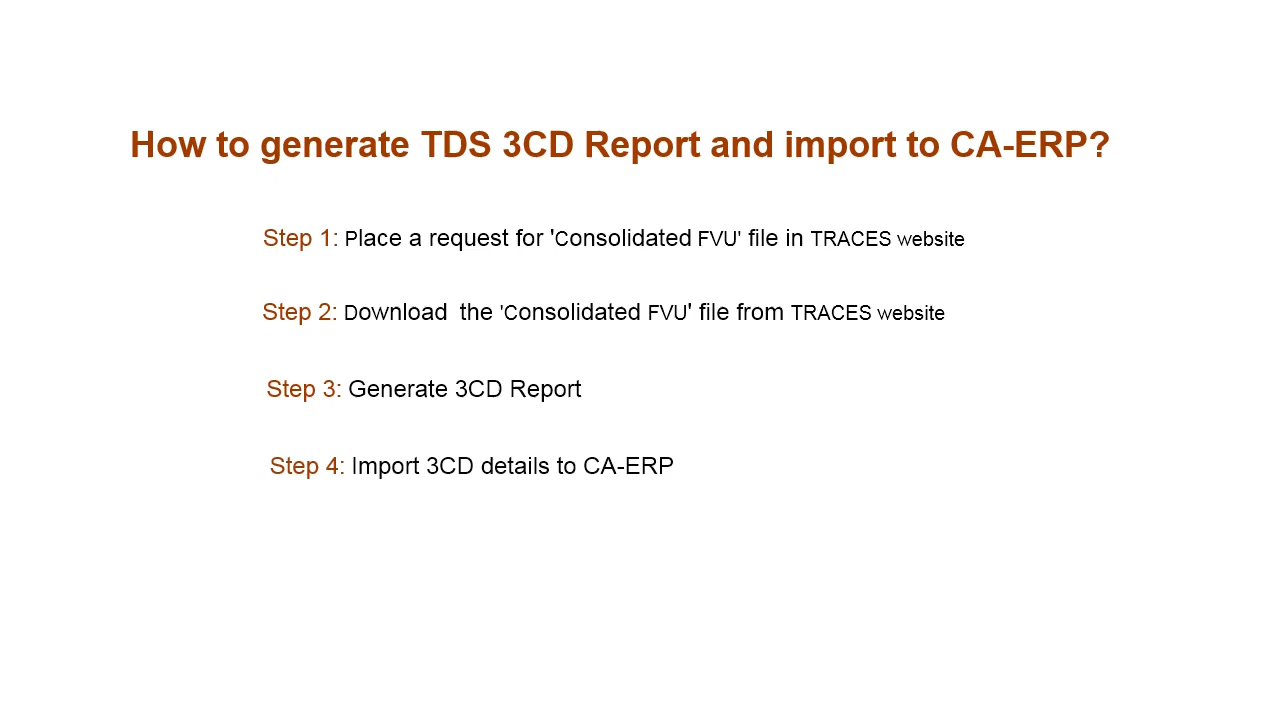 How to generate TDS 3CD Report and import to CA-ERP?
Step 1: Place a request for 'Consolidated FVU' file in TRACES website
Step 2: Download  the 'Consolidated FVU' file from TRACES website
Step 3: Generate 3CD Report
Step 4: Import 3CD details to CA-ERP